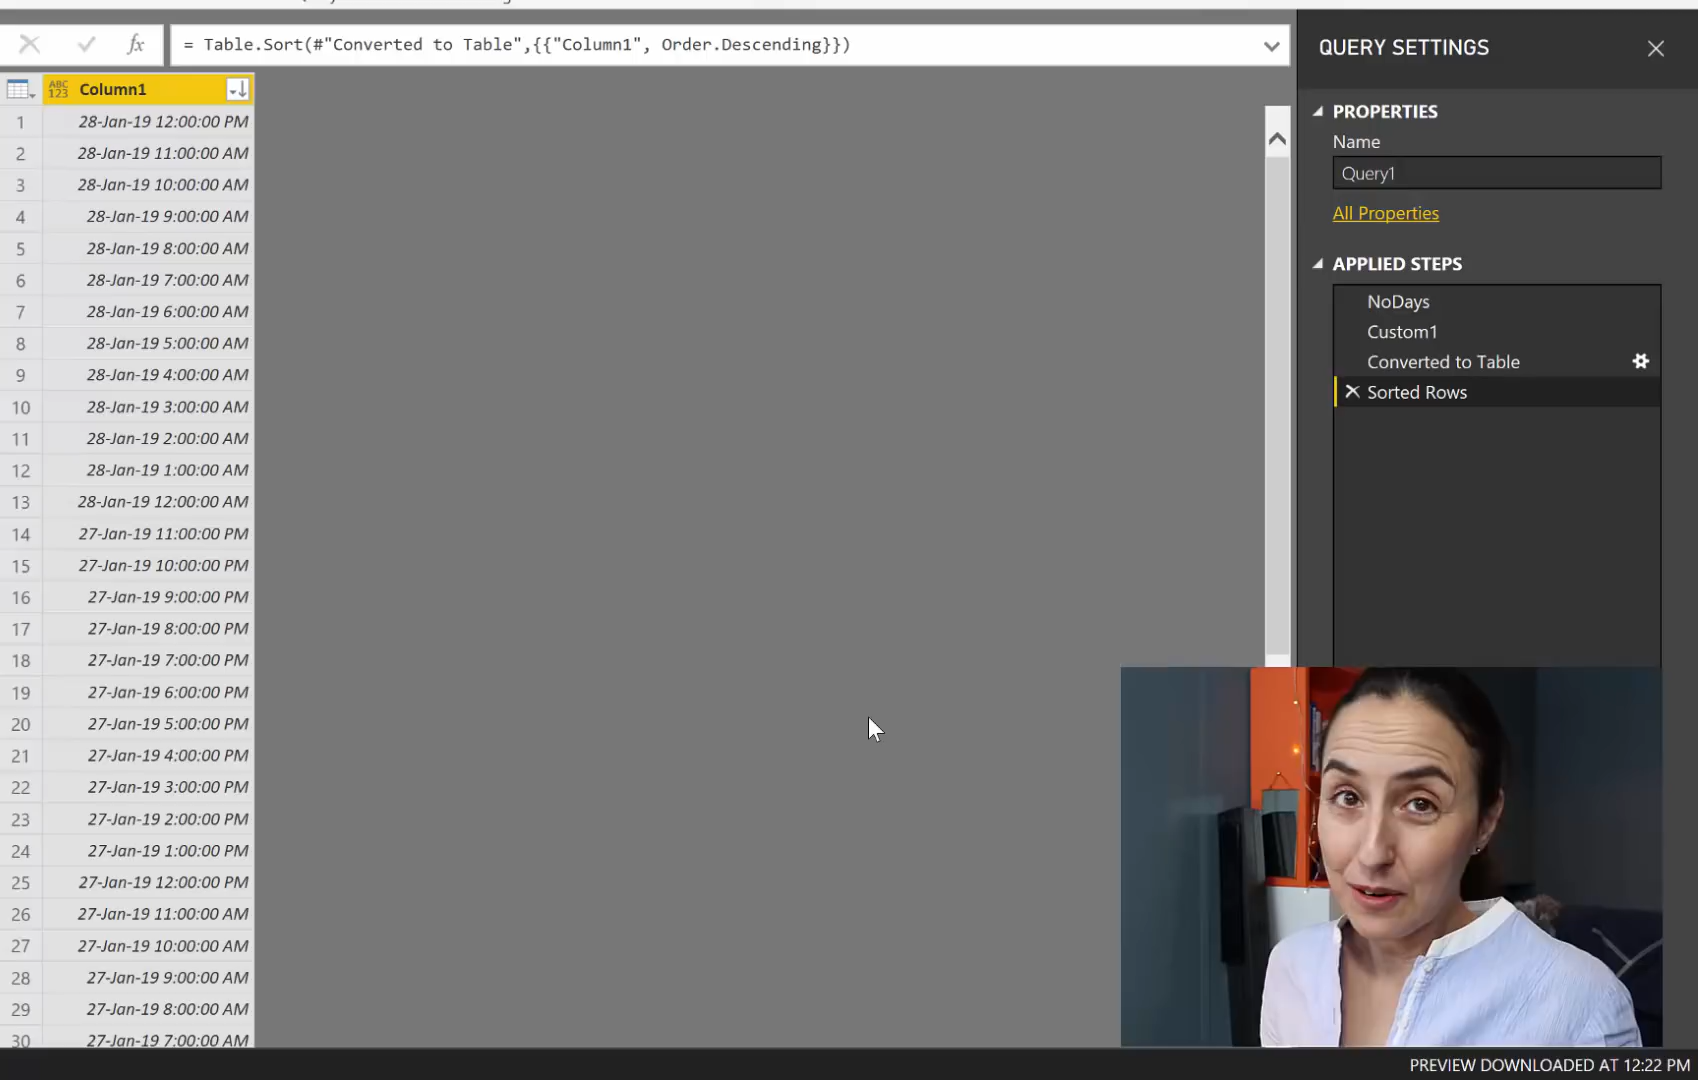 = Table.Sort(#"Converted to Table",{{"Column1", Order.Descending}})
ABC
123
Column1
1 28-Jan-19 12:00:00 PM
2 28-Jan-19 11:00:00 AM
3 28-Jan-19 10:00:00 AM
4 28-Jan-19 9:00:00 AM
5 28-Jan-19 8:00:00 AM
6 28-Jan-19 7:00:00 AM
7 28-Jan-19 6:00:00 AM
8 28-Jan-19 5:00:00 AM
9 28-Jan-19 4:00:00 AM
10 28-Jan-19 3:00:00 AM
11 28-Jan-19 2:00:00 AM
12 28-Jan-19 1:00:00 AM
13 28-Jan-19 12:00:00 AM
14 27-Jan-19 11:00:00 PM
15 27-Jan-19 10:00:00 PM
16 27-Jan-19 9:00:00 PM
17 27-Jan-19 8:00:00 PM
18 27-Jan-19 7:00:00 PM
19 27-Jan-19 6:00:00 PM
20 27-Jan-19 5:00:00 PM
21 27-Jan-19 4:00:00 PM
22 27-Jan-19 3:00:00 PM
23 27-Jan-19 2:00:00 PM
24 27-Jan-19 1:00:00 PM
25 27-Jan-19 12:00:00 PM
26 27-Jan-19 11:00:00 AM
27 27-Jan-19 10:00:00 AM
28 27-Jan-19 9:00:00 AM
29 27-Jan-19 8:00:00 AM
30 27-Jan-19 7:00:00 AM
QUERY SETTINGS
PROPERTIES
Name
Query1
All Properties
APPLIED STEPS
NoDays
Custom1
Converted to Table
Sorted Rows
PREVIEW DOWNLOADED AT 12:22 PM